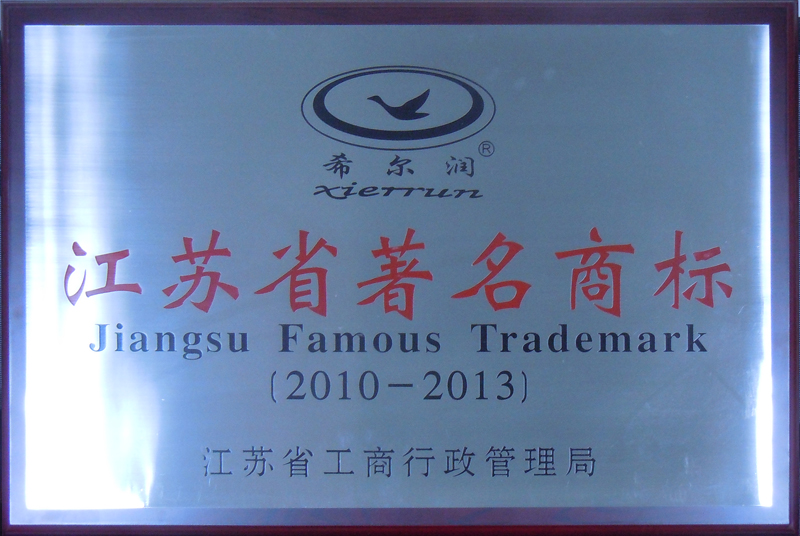 希尔润®
xierrun
江苏省著名商标
Jiangsu Famous Trademark
(2010-2013)
江苏省工商行政管理局